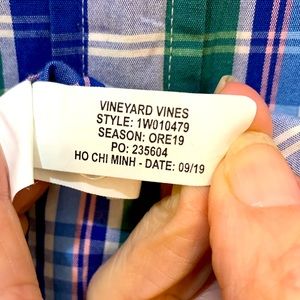 VINEYARD VINES
STYLE: 1W010479
SEASON: ORE19
PO: 235604
HO CHI MINH - DATE: 09/19